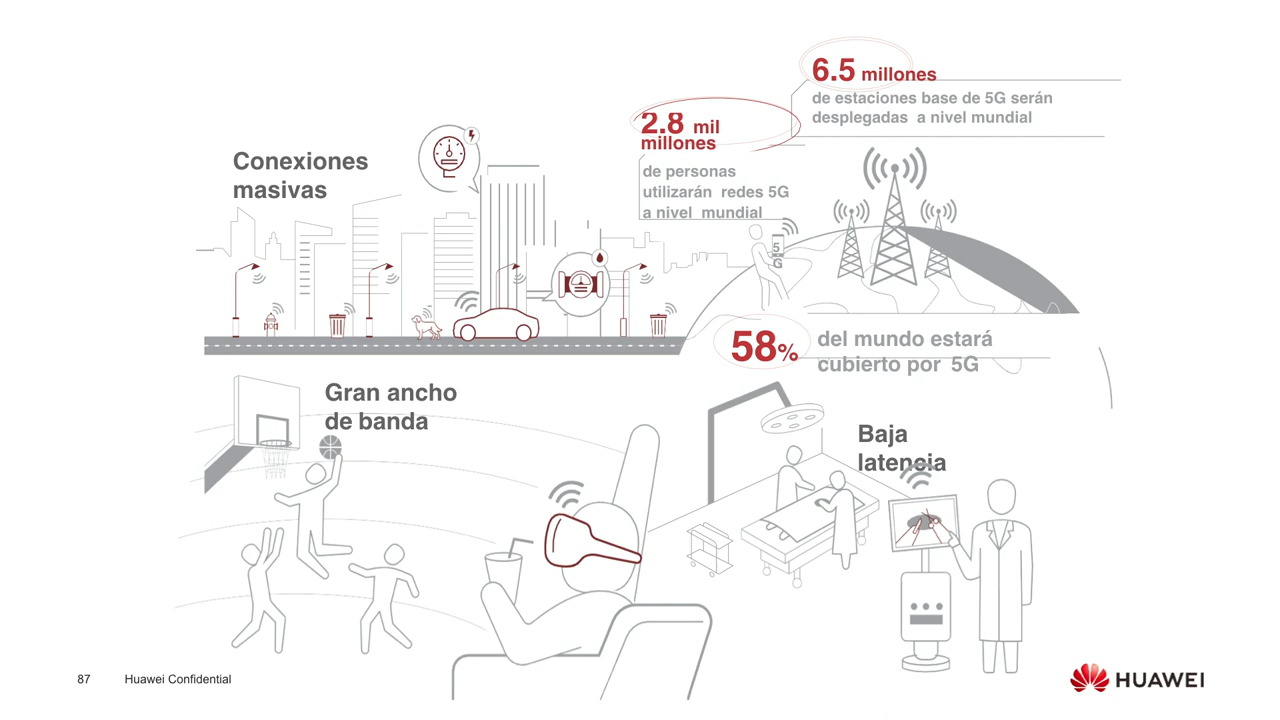 6.5 millones
de estaciones base de 5G serán
desplegadas a nivel mundial
2.8 mil
millones
de personas
utilizarán redes 5G
a nivel mundial
Conexiones
masivas
5
G
58%
del mundo estará
cubierto por 5G
Gran ancho
de banda
Baja
latencia
87 Huawei Confidential
HUAWEI